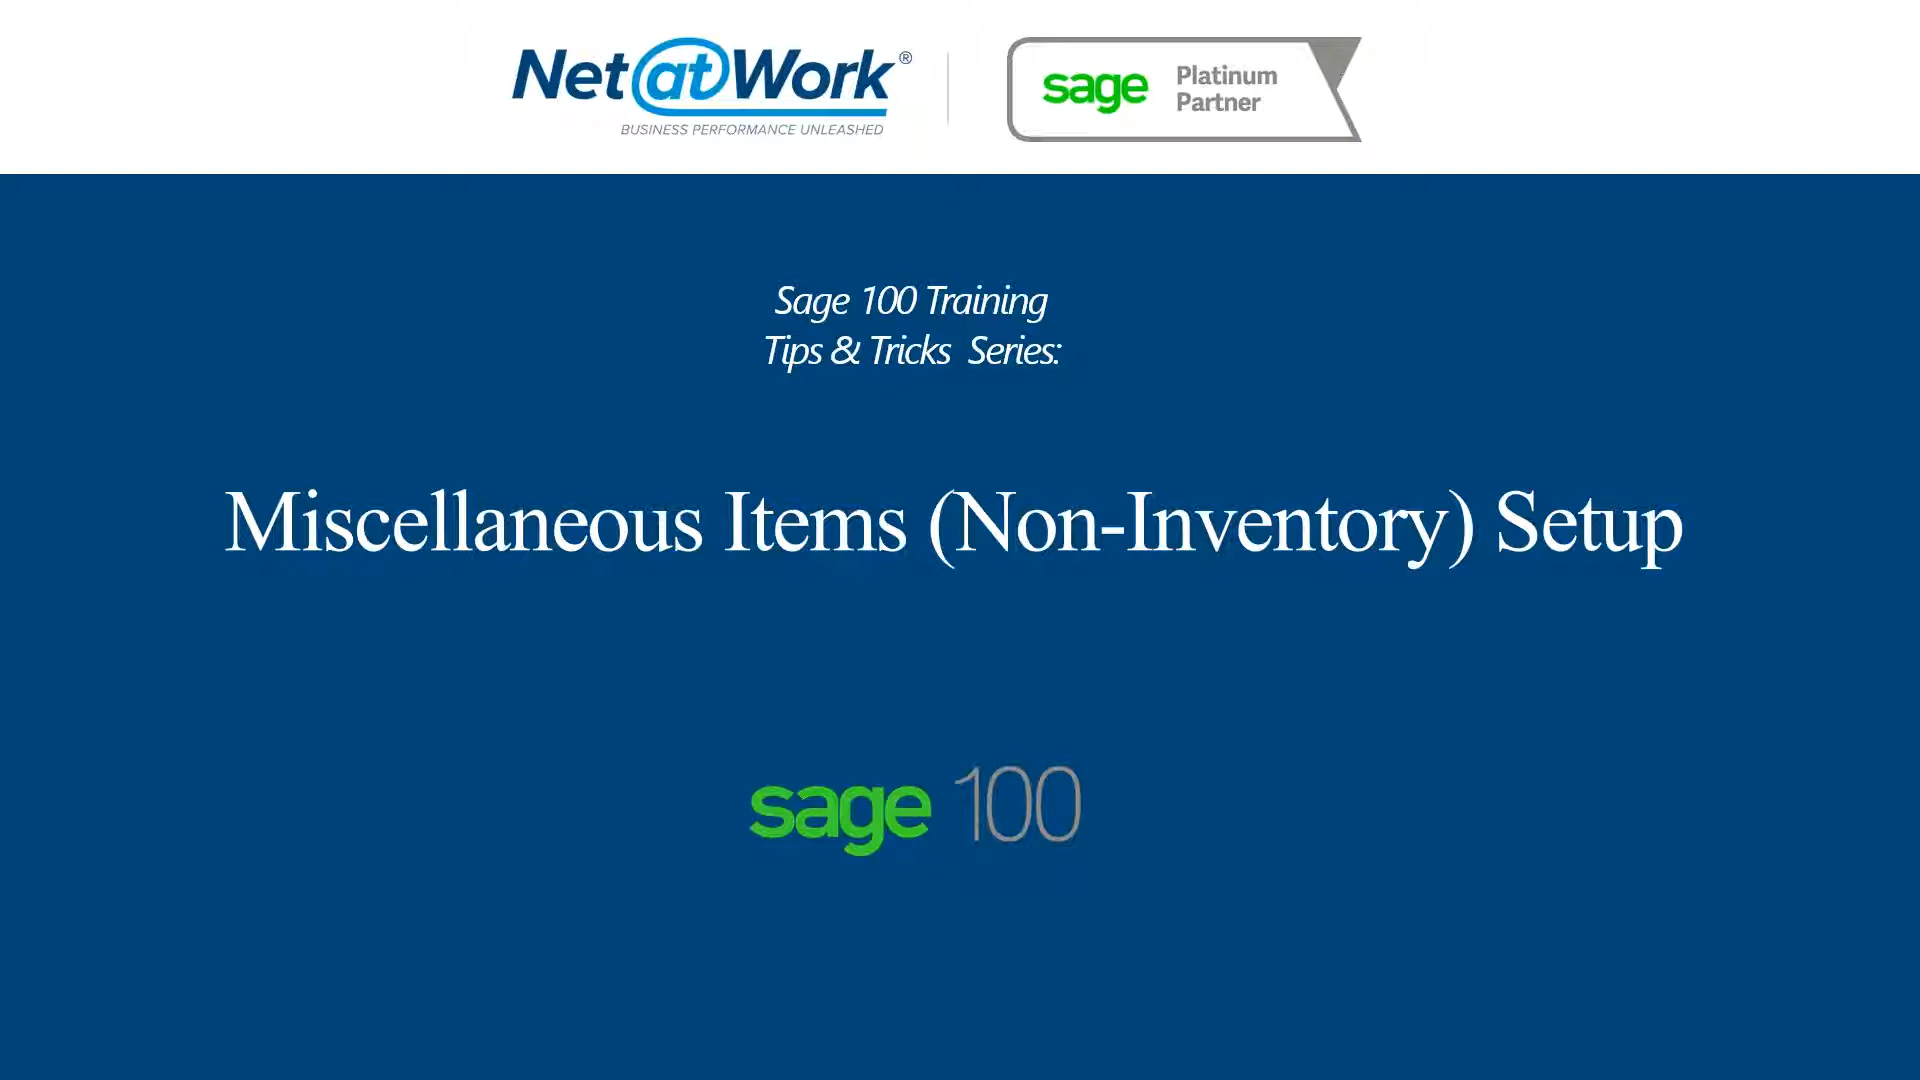 Net at Work®
BUSINESS PERFORMANCE UNLEASHED
sage Platinum
Partner
Sage 100 Training
Tips & Tricks Series:
Miscellaneous Items (Non-Inventory) Setup
sage 100